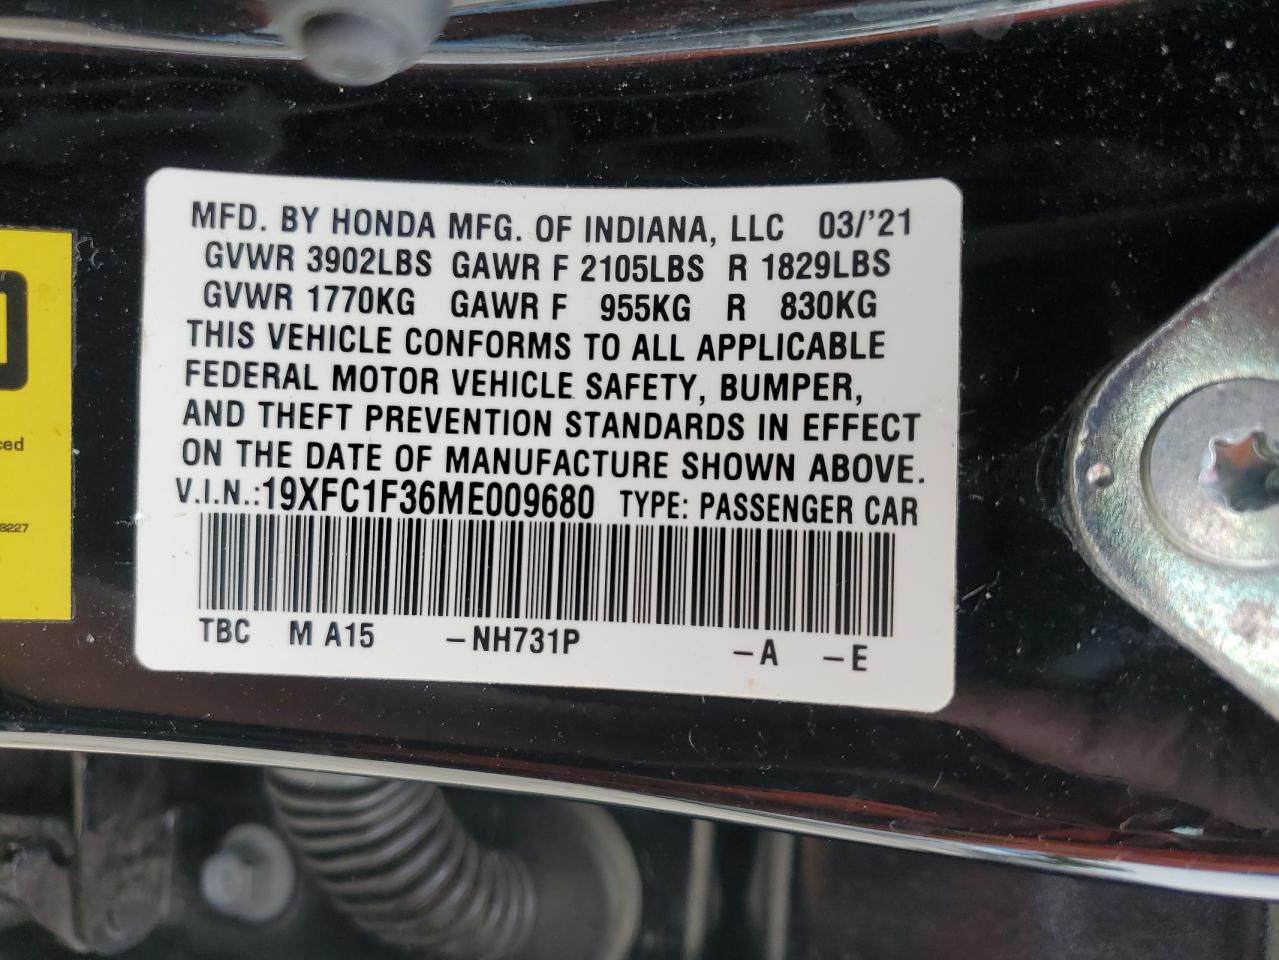 MFD. BY HONDA MFG. OF INDIANA, LLC 03/'21
GVWR 3902LBS GAWR F 2105LBS R 1829LBS
GVWR 1770KG GAWR F 955KG R 830KG
THIS VEHICLE CONFORMS TO ALL APPLICABLE
FEDERAL MOTOR VEHICLE SAFETY, BUMPER,
AND THEFT PREVENTION STANDARDS IN EFFECT
ON THE DATE OF MANUFACTURE SHOWN ABOVE.
V.I.N.:19XFC1F36ME009680 TYPE: PASSENGER CAR
TBC M A15 -NH731P -A -E